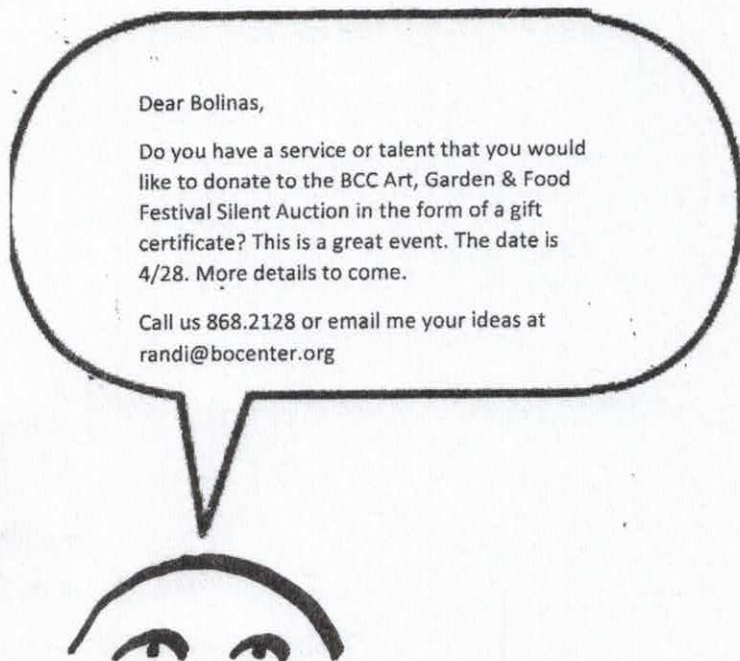 Dear Bolinas,
Do you have a service or talent that you would
like to donate to the BCC Art, Garden & Food
Festival Silent Auction in the form of a gift
certificate? This is a great event. The date is
4/28. More details to come.
Call us 868.2128 or email me your ideas at
randi@bocenter.org